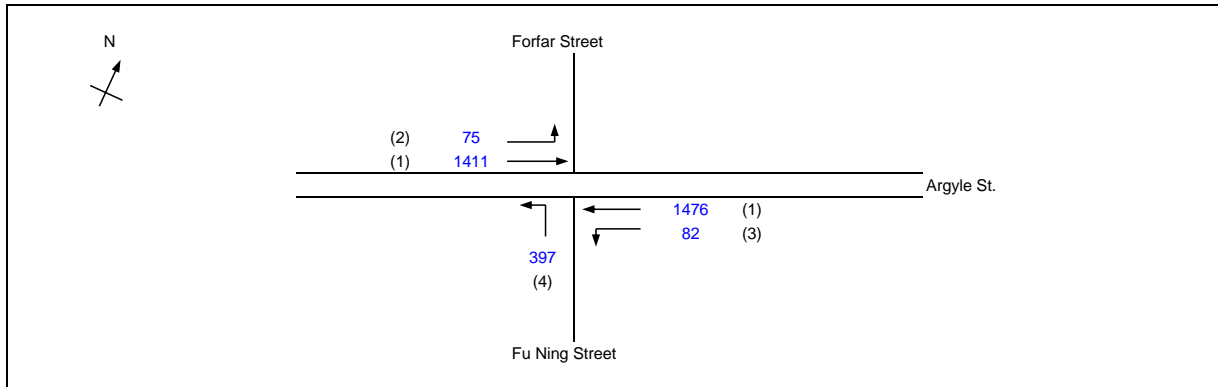 N
Forfar Street
(2) 75
(1) 1411
Argyle St.
1476 (1)
82 (3)
397
(4)
Fu Ning Street